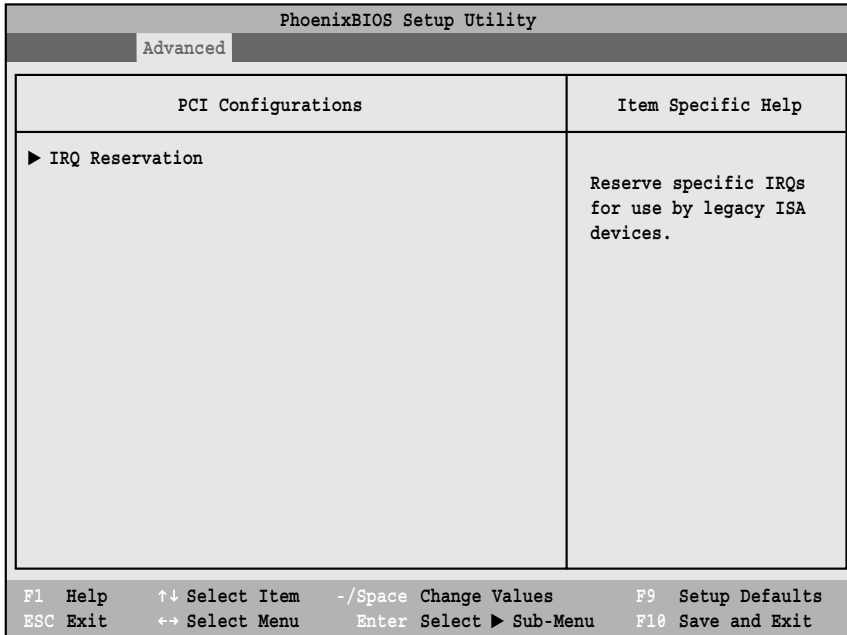 PhoenixBIOS Setup Utility
Advanced
PCI Configurations
Item Specific Help
▶ IRQ Reservation
Reserve specific IRQs
for use by legacy ISA
devices.
F1 Help ↑↓ Select Item -/Space Change Values F9 Setup Defaults
ESC Exit ←→ Select Menu Enter Select ▶ Sub-Menu F10 Save and Exit